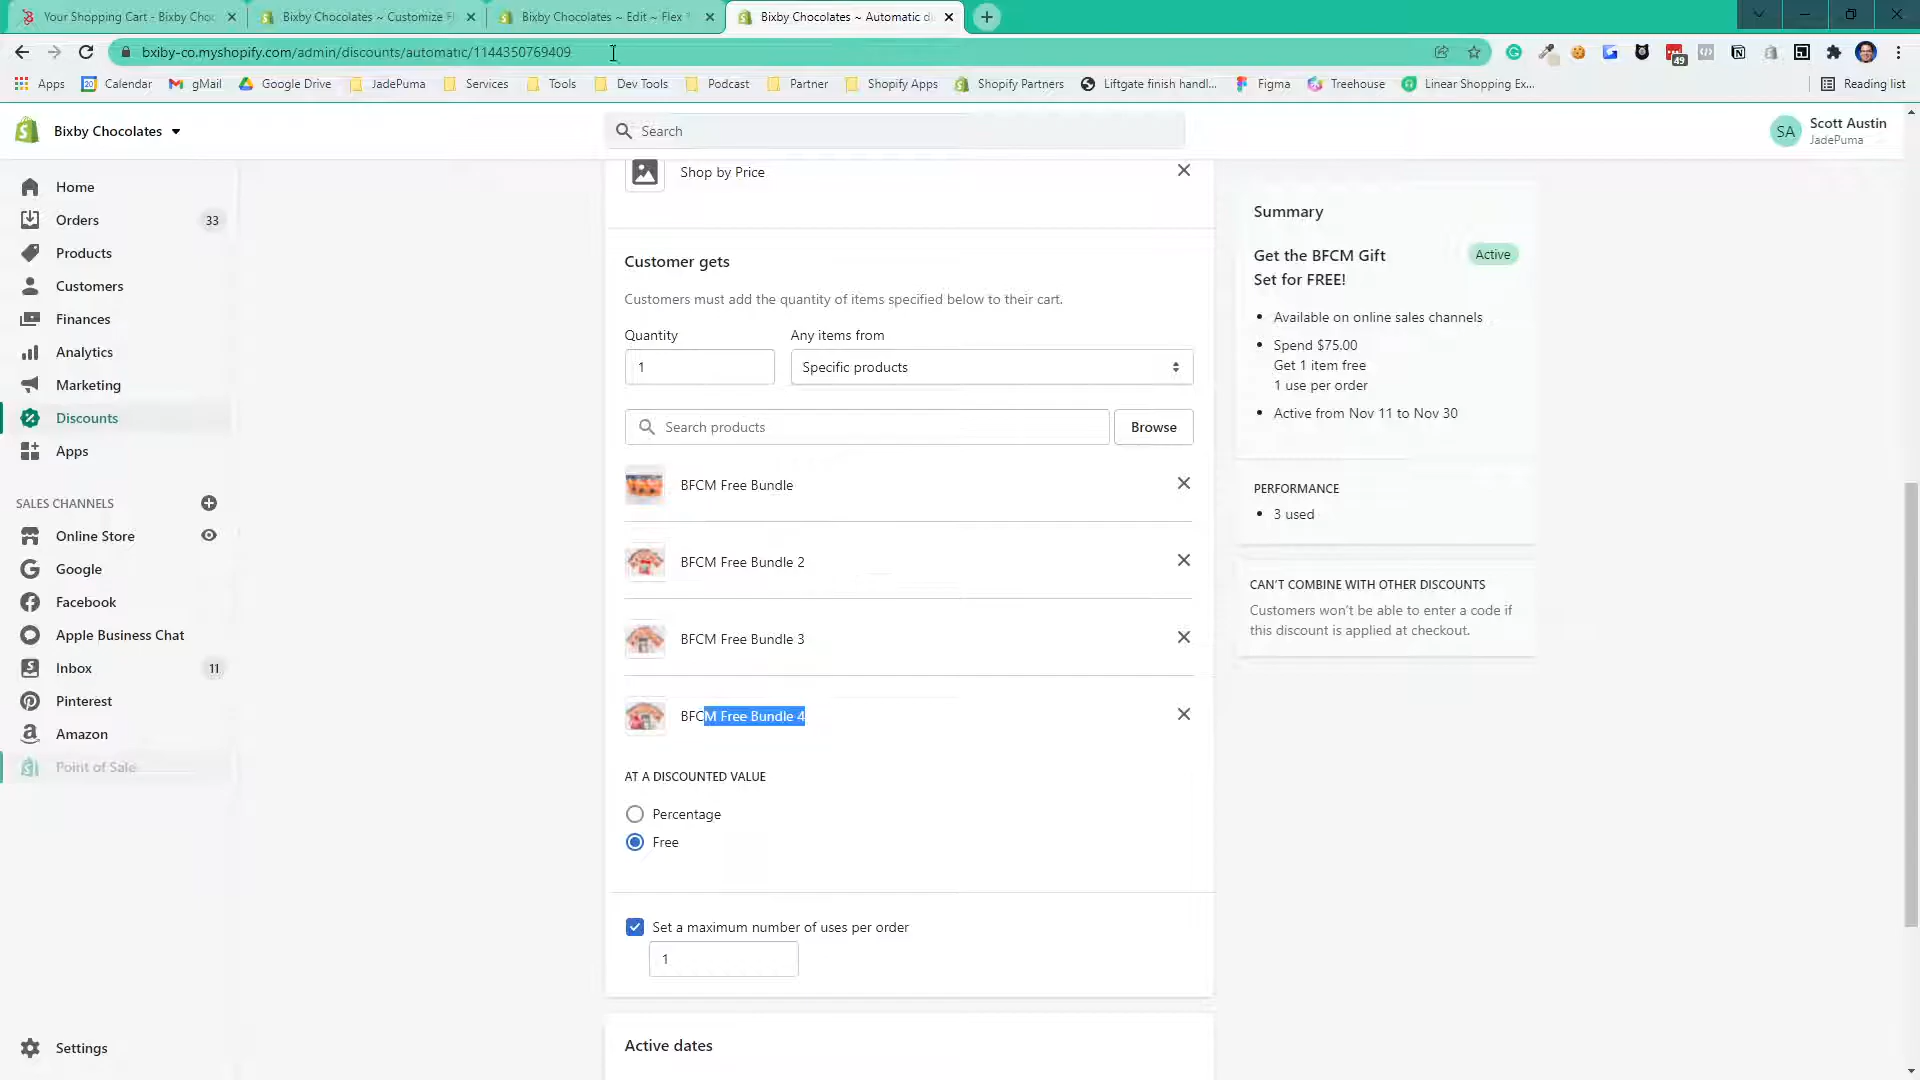 Your Shopping Cart - Bixby Choc
Bixby Chocolates ~ Customize Fl
Bixby Chocolates ~ Edit ~ Flex
Bixby Chocolates ~ Automatic di
bxiby-co.myshopify.com/admin/discounts/automatic/1144350769409
49
Apps
20
Calendar
gMail
Google Drive
JadePuma
Services
Tools
Dev Tools
Podcast
Partner
Shopify Apps
Shopify Partners
Liftgate finish handl...
Figma
Treehouse
Linear Shopping Ex...
Reading list
Bixby Chocolates
Search
SA
Scott Austin
JadePuma
Home
Orders
33
Products
Customers
Finances
Analytics
Marketing
Discounts
Apps
SALES CHANNELS
Online Store
Google
Facebook
Apple Business Chat
Inbox
11
Pinterest
Amazon
Point of Sale
Settings
Shop by Price
Customer gets
Customers must add the quantity of items specified below to their cart.
Quantity
Any items from
1
Specific products
Search products
Browse
BFCM Free Bundle
BFCM Free Bundle 2
BFCM Free Bundle 3
BFCM Free Bundle 4
AT A DISCOUNTED VALUE
Percentage
Free
Set a maximum number of uses per order
1
Active dates
Summary
Get the BFCM Gift
Set for FREE!
Active
Available on online sales channels
Spend $75.00
Get 1 item free
1 use per order
Active from Nov 11 to Nov 30
PERFORMANCE
3 used
CAN'T COMBINE WITH OTHER DISCOUNTS
Customers won't be able to enter a code if
this discount is applied at checkout.